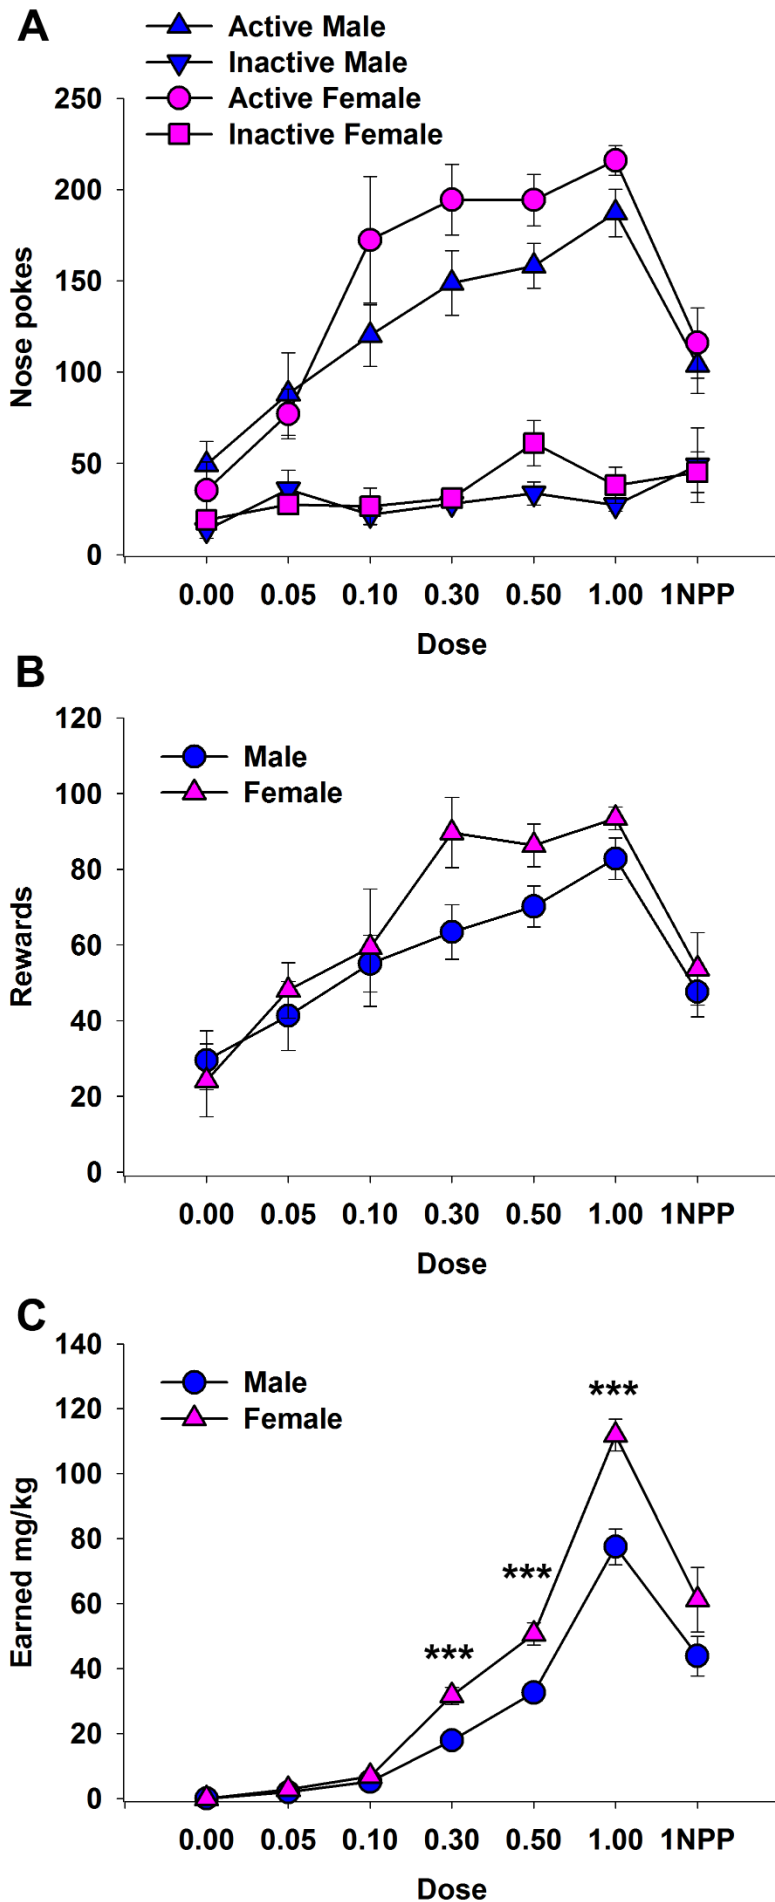 A
Active Male
Inactive Male
Active Female
Inactive Female
250
200
150
100
50
0
Nose pokes
0.00 0.05 0.10 0.30 0.50 1.00 1NPP
Dose
B
120
100
80
60
40
20
0
Male
Female
Rewards
0.00 0.05 0.10 0.30 0.50 1.00 1NPP
Dose
C
140
120
100
80
60
40
20
0
Male
Female
***
***
***
Earned mg/kg
0.00 0.05 0.10 0.30 0.50 1.00 1NPP
Dose